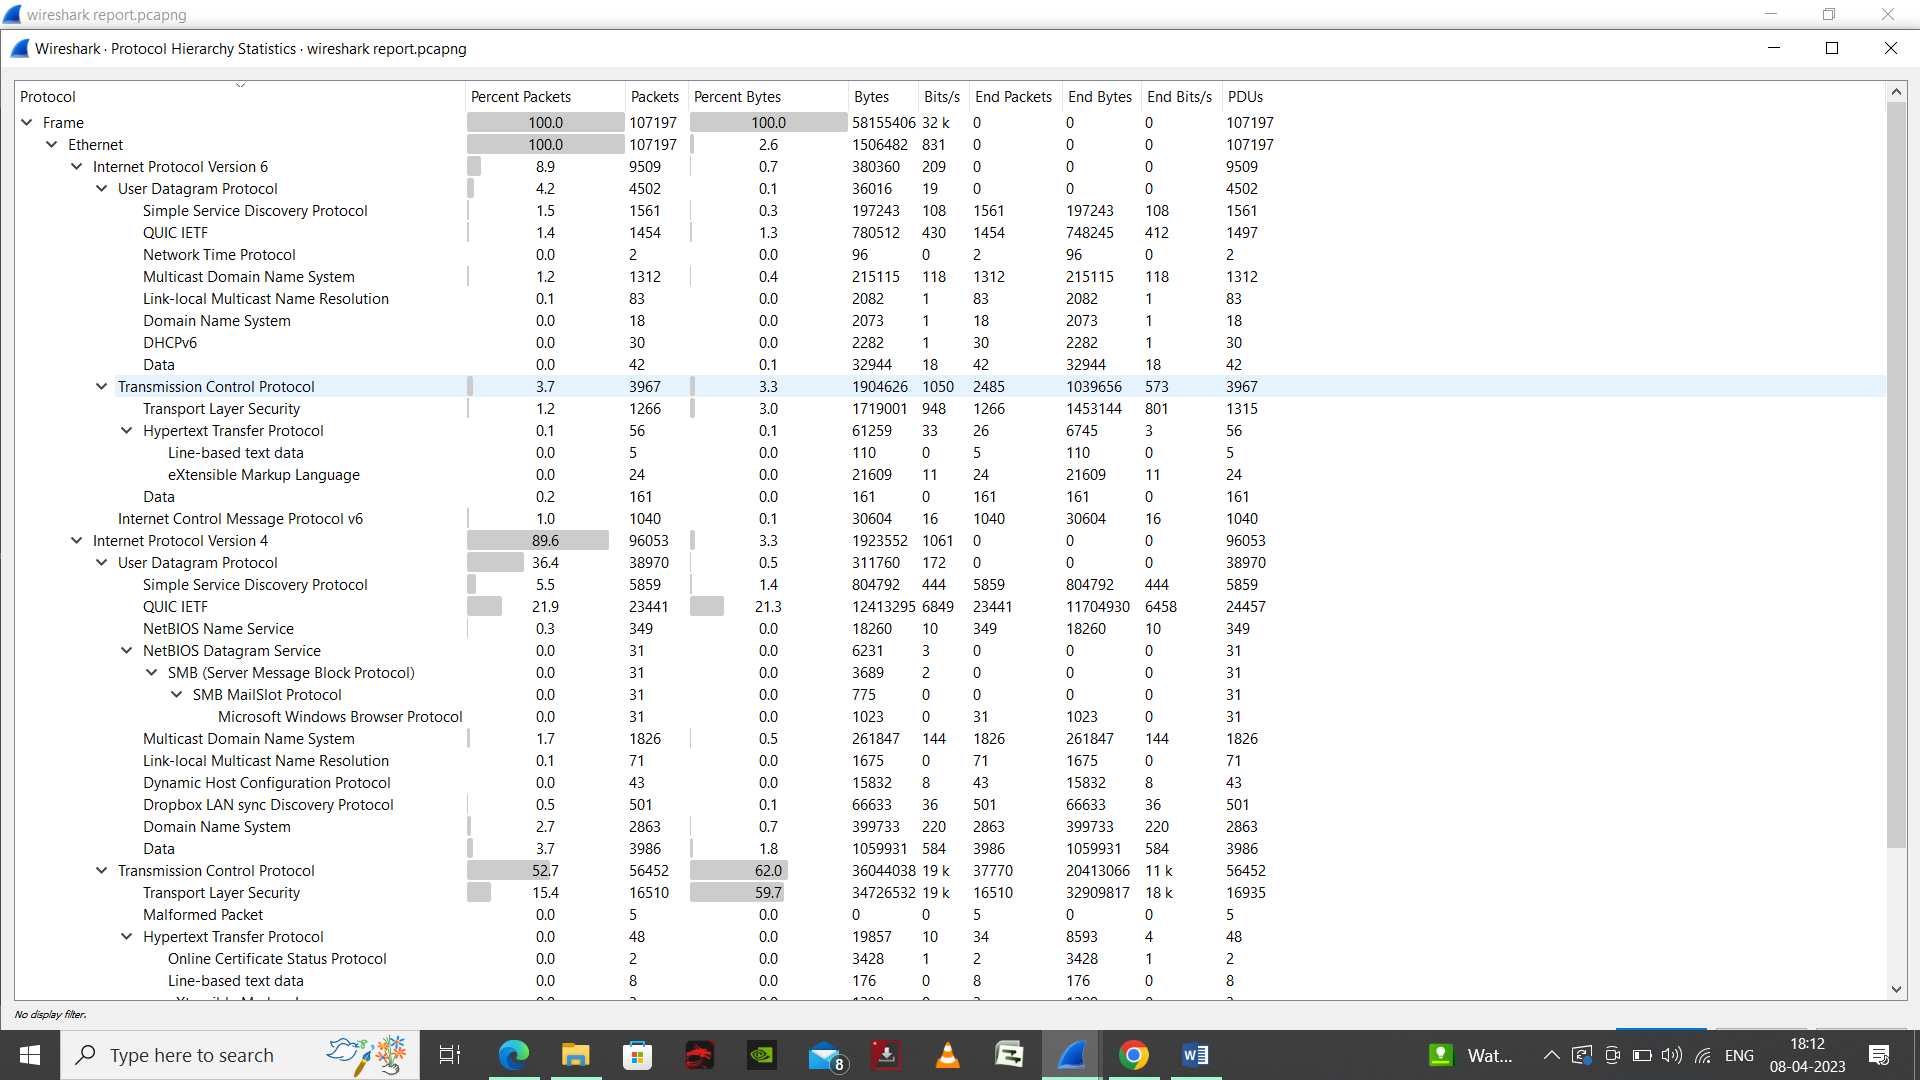 wireshark report.pcapng
Wireshark · Protocol Hierarchy Statistics · wireshark report.pcapng
Protocol Percent Packets Packets Percent Bytes Bytes Bits/s End Packets End Bytes End Bits/s PDUs
Frame 100.0 107197 100.0 58155406 32 k 0 0 0 107197
Ethernet 100.0 107197 2.6 1506482 831 0 0 0 107197
Internet Protocol Version 6 8.9 9509 0.7 380360 209 0 0 0 9509
User Datagram Protocol 4.2 4502 0.1 36016 19 0 0 0 4502
Simple Service Discovery Protocol 1.5 1561 0.3 197243 108 1561 197243 108 1561
QUIC IETF 1.4 1454 1.3 780512 430 1454 748245 412 1497
Network Time Protocol 0.0 2 0.0 96 0 2 96 0 2
Multicast Domain Name System 1.2 1312 0.4 215115 118 1312 215115 118 1312
Link-local Multicast Name Resolution 0.1 83 0.0 2082 1 83 2082 1 83
Domain Name System 0.0 18 0.0 2073 1 18 2073 1 18
DHCPv6 0.0 30 0.0 2282 1 30 2282 1 30
Data 0.0 42 0.1 32944 18 42 32944 18 42
Transmission Control Protocol 3.7 3967 3.3 1904626 1050 2485 1039656 573 3967
Transport Layer Security 1.2 1266 3.0 1719001 948 1266 1453144 801 1315
Hypertext Transfer Protocol 0.1 56 0.1 61259 33 26 6745 3 56
Line-based text data 0.0 5 0.0 110 0 5 110 0 5
eXtensible Markup Language 0.0 24 0.0 21609 11 24 21609 11 24
Data 0.2 161 0.0 161 0 161 161 0 161
Internet Control Message Protocol v6 1.0 1040 0.1 30604 16 1040 30604 16 1040
Internet Protocol Version 4 89.6 96053 3.3 1923552 1061 0 0 0 96053
User Datagram Protocol 36.4 38970 0.5 311760 172 0 0 0 38970
Simple Service Discovery Protocol 5.5 5859 1.4 804792 444 5859 804792 444 5859
QUIC IETF 21.9 23441 21.3 12413295 6849 23441 11704930 6458 24457
NetBIOS Name Service 0.3 349 0.0 18260 10 349 18260 10 349
NetBIOS Datagram Service 0.0 31 0.0 6231 3 0 0 0 31
SMB (Server Message Block Protocol) 0.0 31 0.0 3689 2 0 0 0 31
SMB MailSlot Protocol 0.0 31 0.0 775 0 0 0 0 31
Microsoft Windows Browser Protocol 0.0 31 0.0 1023 0 31 1023 0 31
Multicast Domain Name System 1.7 1826 0.5 261847 144 1826 261847 144 1826
Link-local Multicast Name Resolution 0.1 71 0.0 1675 0 71 1675 0 71
Dynamic Host Configuration Protocol 0.0 43 0.0 15832 8 43 15832 8 43
Dropbox LAN sync Discovery Protocol 0.5 501 0.1 66633 36 501 66633 36 501
Domain Name System 2.7 2863 0.7 399733 220 2863 399733 220 2863
Data 3.7 3986 1.8 1059931 584 3986 1059931 584 3986
Transmission Control Protocol 52.7 56452 62.0 36044038 19 k 37770 20413066 11 k 56452
Transport Layer Security 15.4 16510 59.7 34726532 19 k 16510 32909817 18 k 16935
Malformed Packet 0.0 5 0.0 0 0 5 0 0 5
Hypertext Transfer Protocol 0.0 48 0.0 19857 10 34 8593 4 48
Online Certificate Status Protocol 0.0 2 0.0 3428 1 2 3428 1 2
Line-based text data 0.0 8 0.0 176 0 8 176 0 8
No display filter.
Type here to search
8
Wat...
ENG
18:12
08-04-2023